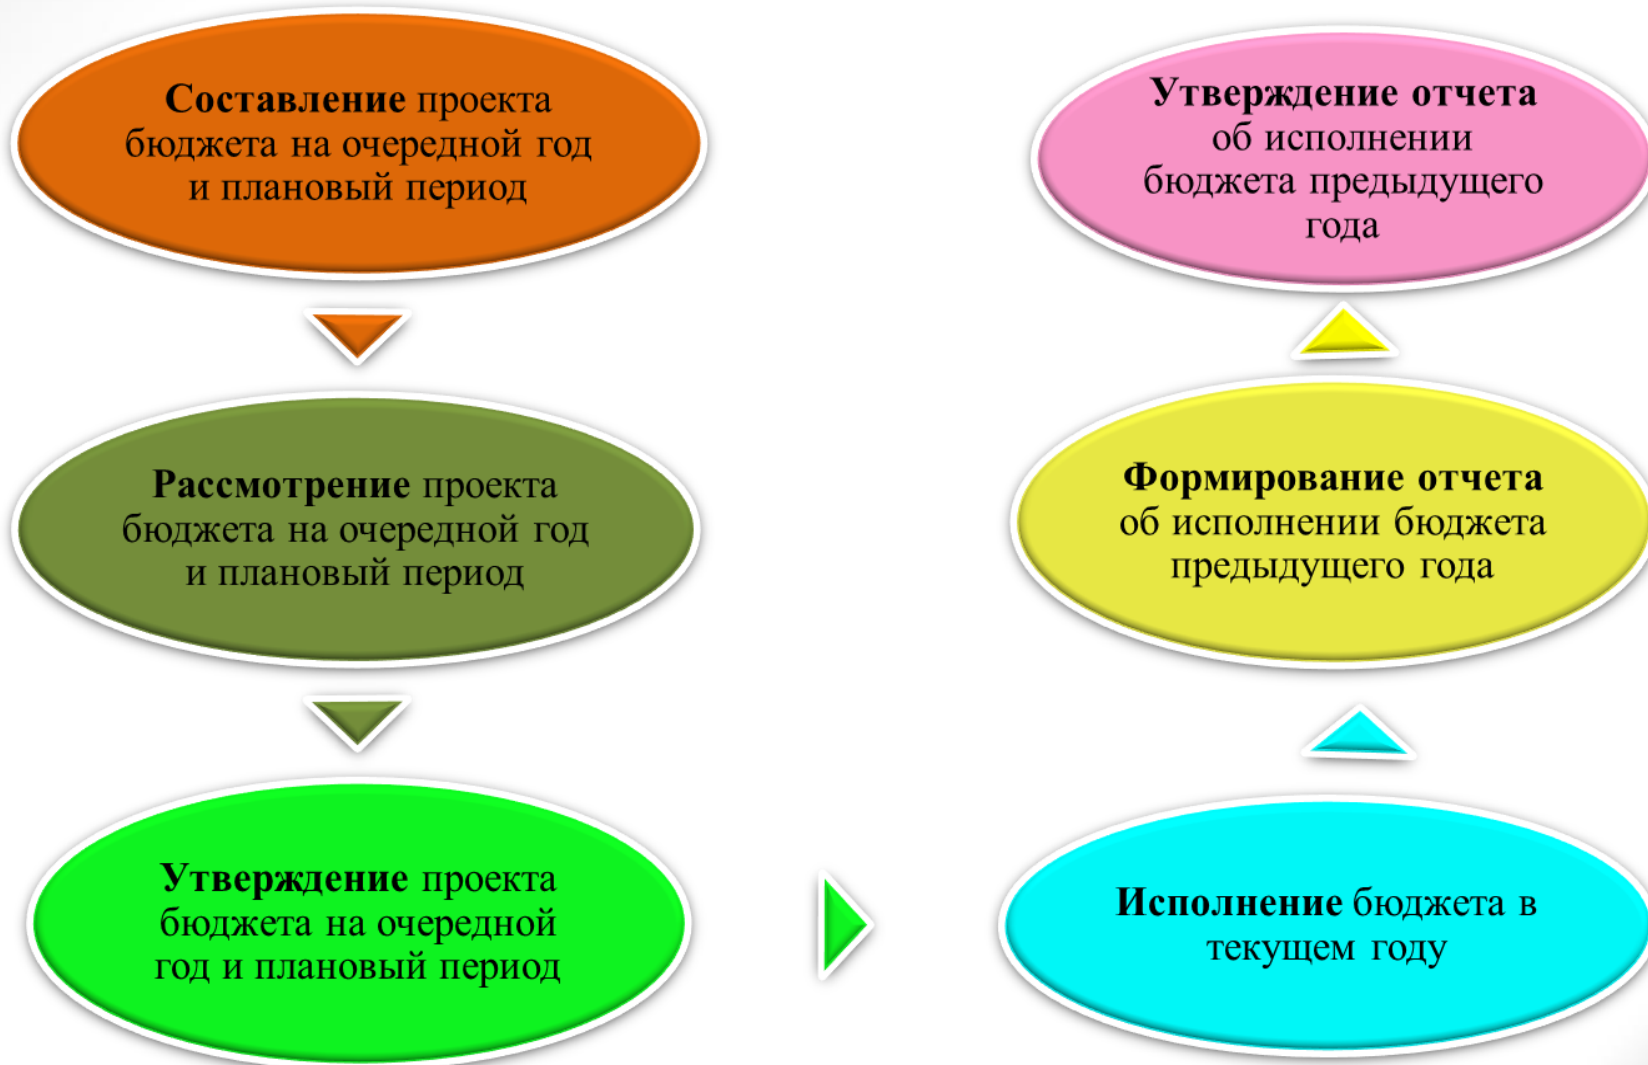 Составление проекта
бюджета на очередной год
и плановый период
Рассмотрение проекта
бюджета на очередной год
и плановый период
Утверждение проекта
бюджета на очередной
год и плановый период
Исполнение бюджета в
текущем году
Формирование отчета
об исполнении бюджета
предыдущего года
Утверждение отчета
об исполнении
бюджета предыдущего
года